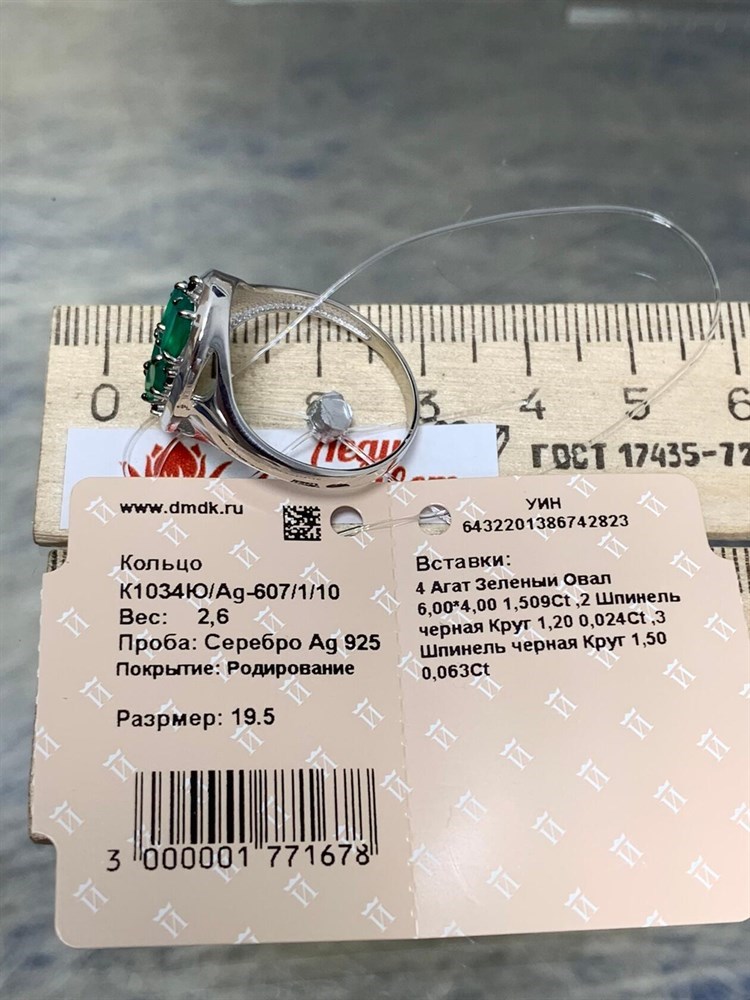 0 3 4 5 6
ГОСТ 17435-72
www.dmdk.ru
Кольцо
К1034Ю/Ag-607/1/10
Вес: 2,6
Проба: Серебро Ag 925
Покрытие: Родирование
Разрмер: 19.5
3 000001 771678
УИН
6432201386742823
Вставки:
4 Агат Зеленый Овал
6,00*4,00 1,509Ct ,2 Шпинель
черная Круг 1,20 0,024Ct ,3
Шпинель черная Круг 1,50
0,063Ct